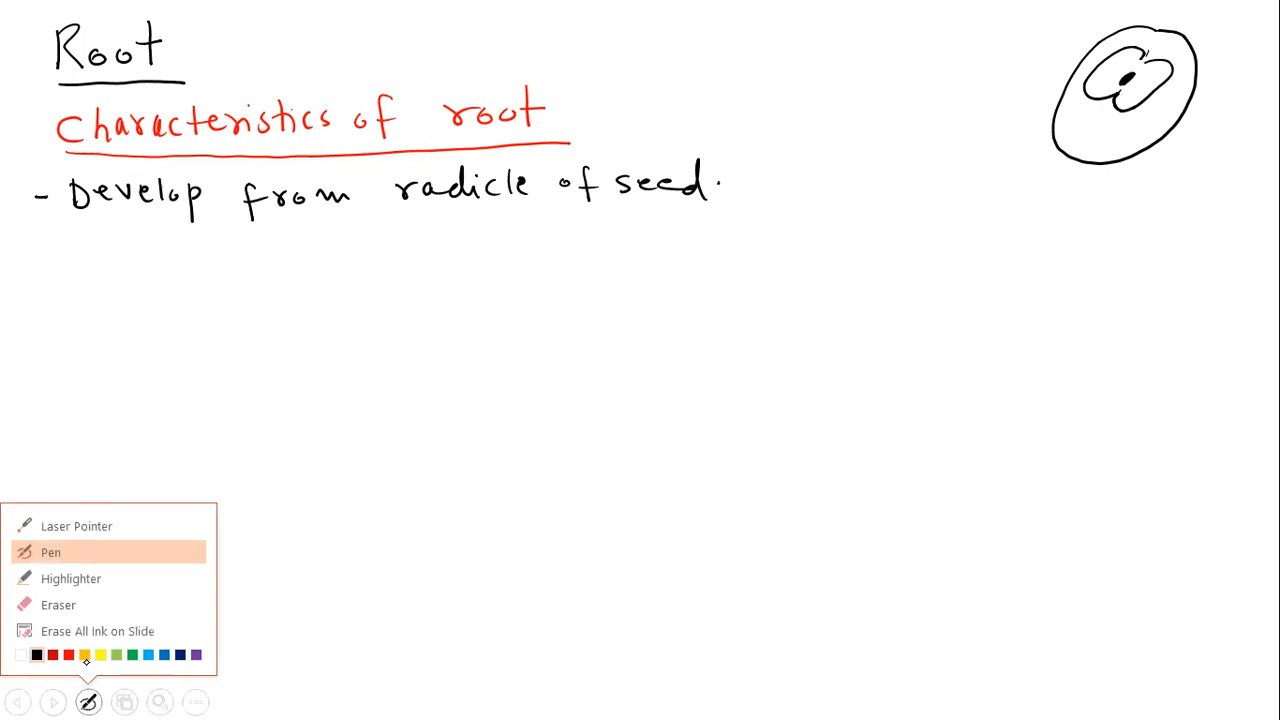 Root
Characteristics of root
- Develop from radicle of seed.
Laser Pointer
Pen
Highlighter
Eraser
Erase All Ink on Slide